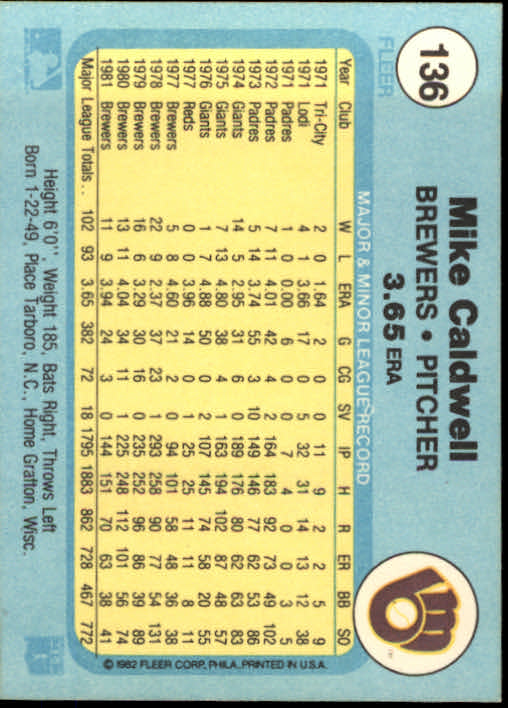 136
FLEER
Mike Caldwell
BREWERS • PITCHER
3.65 ERA
MAJOR & MINOR LEAGUE RECORD
Year Club W L ERA G CG SV IP H R ER BB SO
1971 Tri-City 2 0 1.64 2 0 0 11 9 2 2 5 9
1971 Lodi 4 1 3.66 17 0 5 32 31 14 13 12 38
1971 Padres 1 0 0.00 6 0 0 7 4 0 0 3 5
1972 Padres 7 11 4.01 42 4 2 164 183 92 73 49 102
1973 Padres 5 14 3.74 55 3 10 149 146 77 62 53 86
1974 Giants 14 5 2.95 31 6 0 189 176 80 62 63 83
1975 Giants 7 13 4.80 38 4 1 163 194 102 87 48 57
1976 Giants 1 7 4.88 50 0 2 107 145 74 58 20 55
1977 Reds 0 0 3.96 14 0 1 25 25 11 11 8 11
1977 Brewers 5 8 4.60 21 2 0 94 101 58 48 36 38
1978 Brewers 22 9 2.37 37 23 1 293 258 90 77 54 131
1979 Brewers 16 6 3.29 30 16 0 235 252 96 86 39 89
1980 Brewers 13 11 4.04 34 11 1 225 248 112 101 56 74
1981 Brewers 11 9 3.94 24 3 0 144 151 70 63 38 41
Major League Totals . . 102 93 3.65 382 72 18 1795 1883 862 728 467 772
© 1982 FLEER CORP., PHILA., PRINTED IN U.S.A.
Height 6'0'', Weight 185, Bats Right, Throws Left
Born 1-22-49, Place Tarboro, N.C., Home Grafton, Wisc.